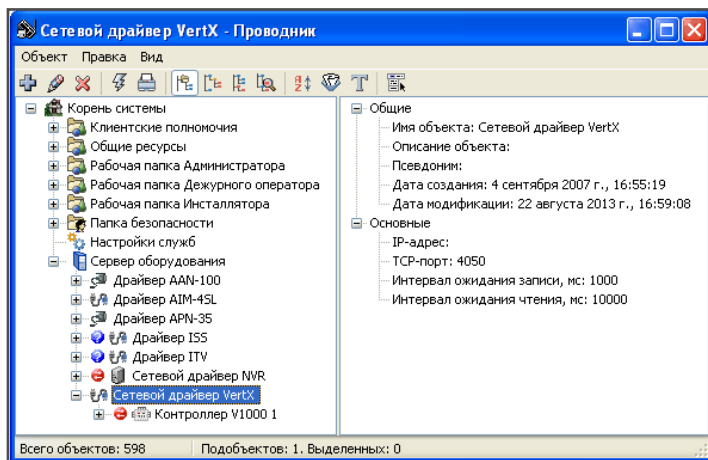 Сетевой драйвер VertX - Проводник
Объект Правка Вид
Корень системы
Клиентские полномочия
Общие ресурсы
Рабочая папка Администратора
Рабочая папка Дежурного оператора
Рабочая папка Инсталлятора
Папка безопасности
Настройки служб
Сервер оборудования
Драйвер AAN-100
Драйвер AIM-4SL
Драйвер APN-35
Драйвер ISS
Драйвер ITV
Сетевой драйвер NVR
Сетевой драйвер VertX
Контроллер V1000 1
Общие
Имя объекта: Сетевой драйвер VertX
Описание объекта:
Псевдоним:
Дата создания: 4 сентября 2007 г., 16:55:19
Дата модификации: 22 августа 2013 г., 16:59:08
Основные
IP-адрес:
TCP-порт: 4050
Интервал ожидания записи, мс: 1000
Интервал ожидания чтения, мс: 10000
Всего объектов: 598 Подобъектов: 1. Выделенных: 0